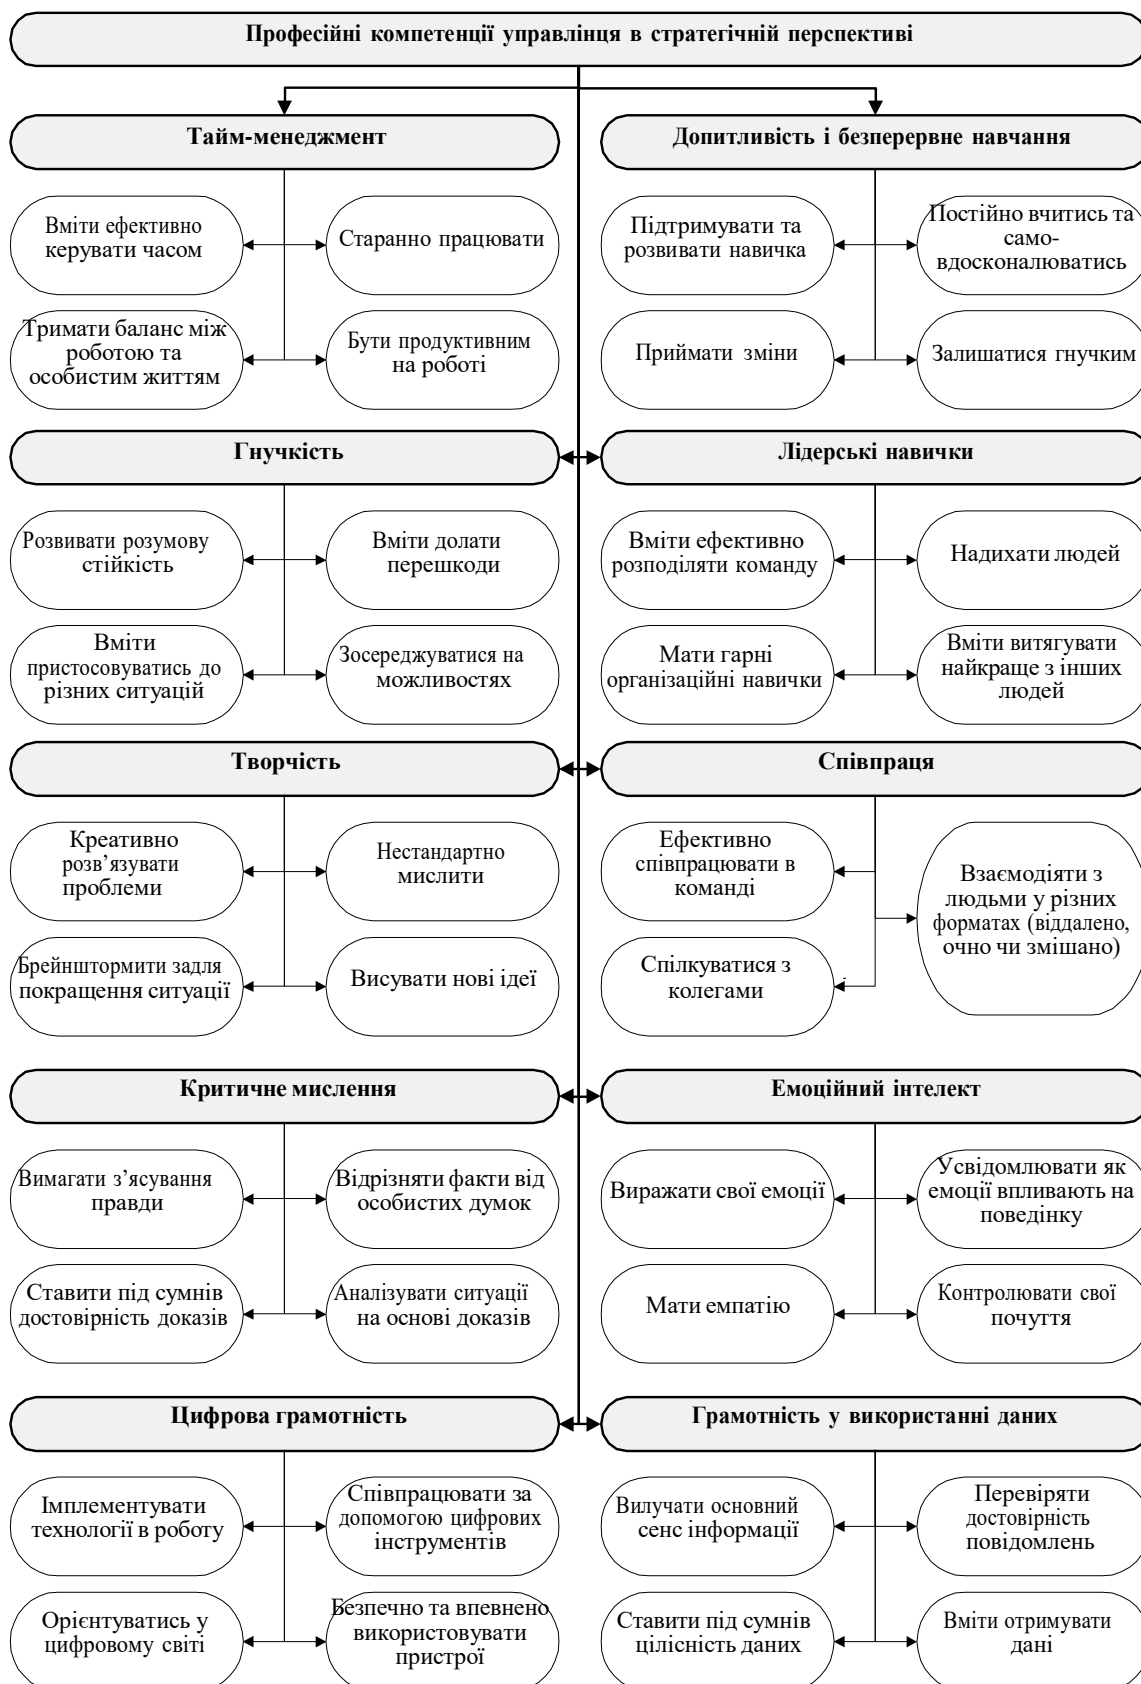 Професійні компетенції управлінця в стратегічній перспективі
Тайм-менеджмент
Вміти ефективно
керувати часом
Старанно працювати
Тримати баланс між
роботою та
особистим життям
Бути продуктивним
на роботі
Допитливість і безперервне навчання
Підтримувати та
розвивати навичка
Постійно вчитись та
само-
вдосконалюватись
Приймати зміни
Залишатися гнучким
Гнучкість
Розвивати розумову
стійкість
Вміти долати
перешкоди
Вміти
пристосовуватись до
різних ситуацій
Зосереджуватися на
можливостях
Лідерські навички
Вміти ефективно
розподіляти команду
Надихати людей
Мати гарні
організаційні навички
Вміти витягувати
найкраще з інших
людей
Творчість
Креативно
розв’язувати
проблеми
Нестандартно
мислити
Брейнштормити задля
покращення ситуації
Висувати нові ідеї
Співпраця
Ефективно
співпрацювати в
команді
Взаємодіяти з
людьми у різних
форматах (віддалено,
очно чи змішано)
Спілкуватися з
колегами
Критичне мислення
Вимагати з’ясування
правди
Відрізняти факти від
особистих думок
Ставити під сумнів
достовірність доказів
Аналізувати ситуації
на основі доказів
Емоційний інтелект
Виражати свої емоції
Усвідомлювати як
емоції впливають на
поведінку
Мати емпатію
Контролювати свої
почуття
Цифрова грамотність
Імплементувати
технології в роботу
Співпрацювати за
допомогою цифрових
інструментів
Орієнтуватись у
цифровому світі
Безпечно та впевнено
використовувати
пристрої
Грамотність у використанні даних
Вилучати основний
сенс інформації
Перевіряти
достовірність
повідомлень
Ставити під сумнів
цілісність даних
Вміти отримувати
дані